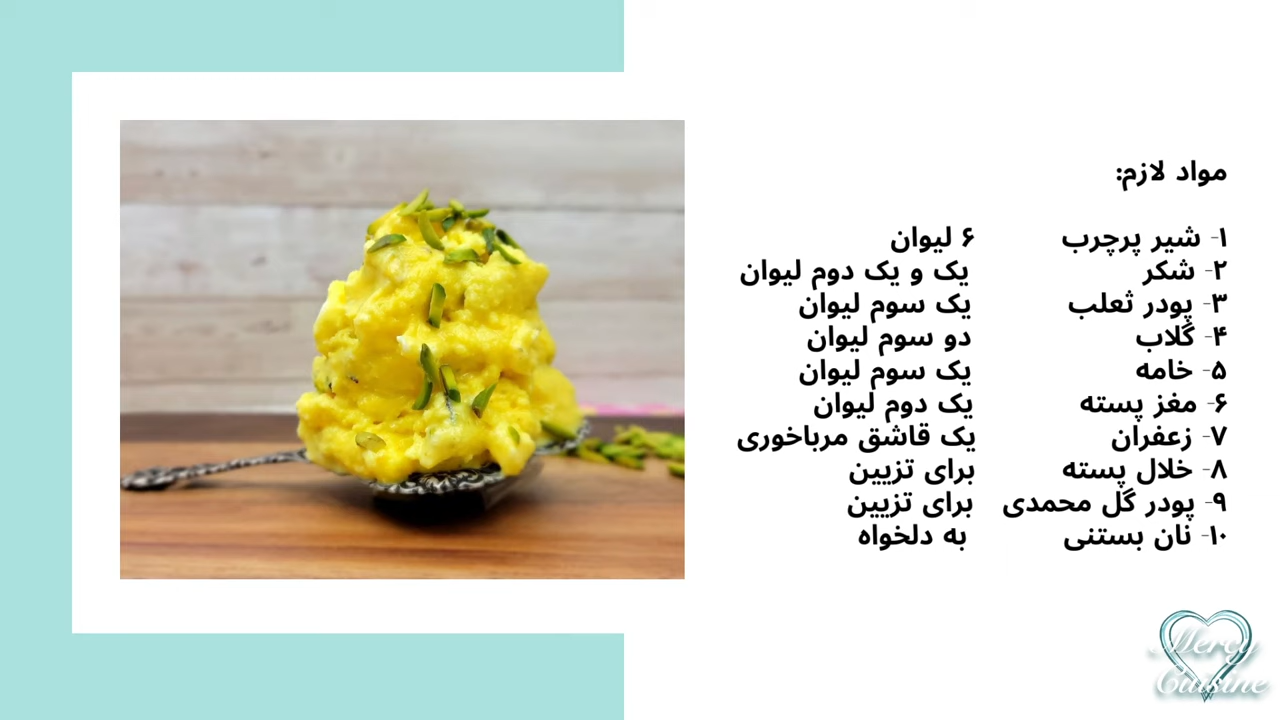 مواد لازم:
۱- شیر پرچرب ۶ لیوان
۲- شکر یک و یک دوم لیوان
۳- پودر ثعلب یک سوم لیوان
۴- گلاب دو سوم لیوان
۵- خامه یک سوم لیوان
۶- مغز پسته یک دوم لیوان
۷- زعفران یک قاشق مرباخوری
۸- خلال پسته برای تزیین
۹- پودر گل محمدی برای تزیین
۱۰- نان بستنی به دلخواه
Mercy
Cuisine